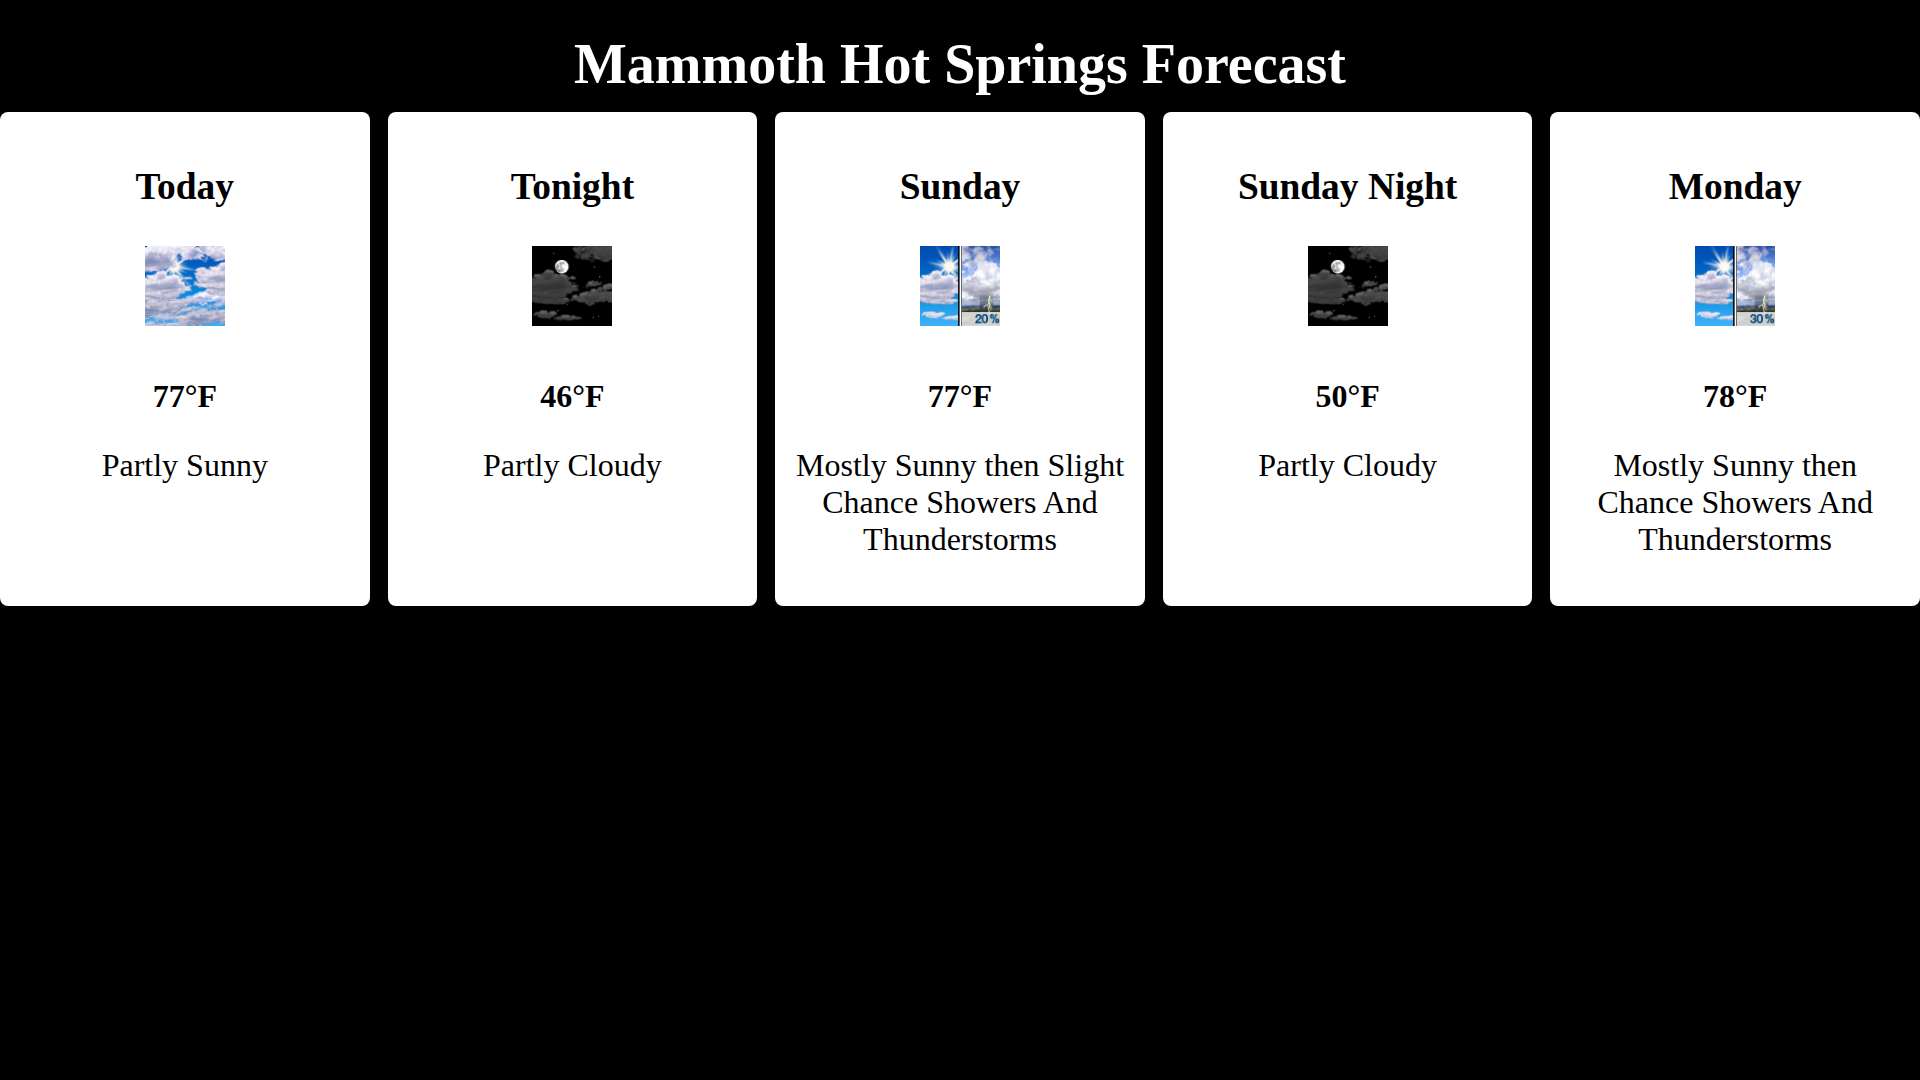 Mammoth Hot Springs Forecast
Today
77°F
Partly Sunny
Tonight
46°F
Partly Cloudy
Sunday
20%
77°F
Mostly Sunny then Slight
Chance Showers And
Thunderstorms
Sunday Night
50°F
Partly Cloudy
Monday
30%
78°F
Mostly Sunny then
Chance Showers And
Thunderstorms